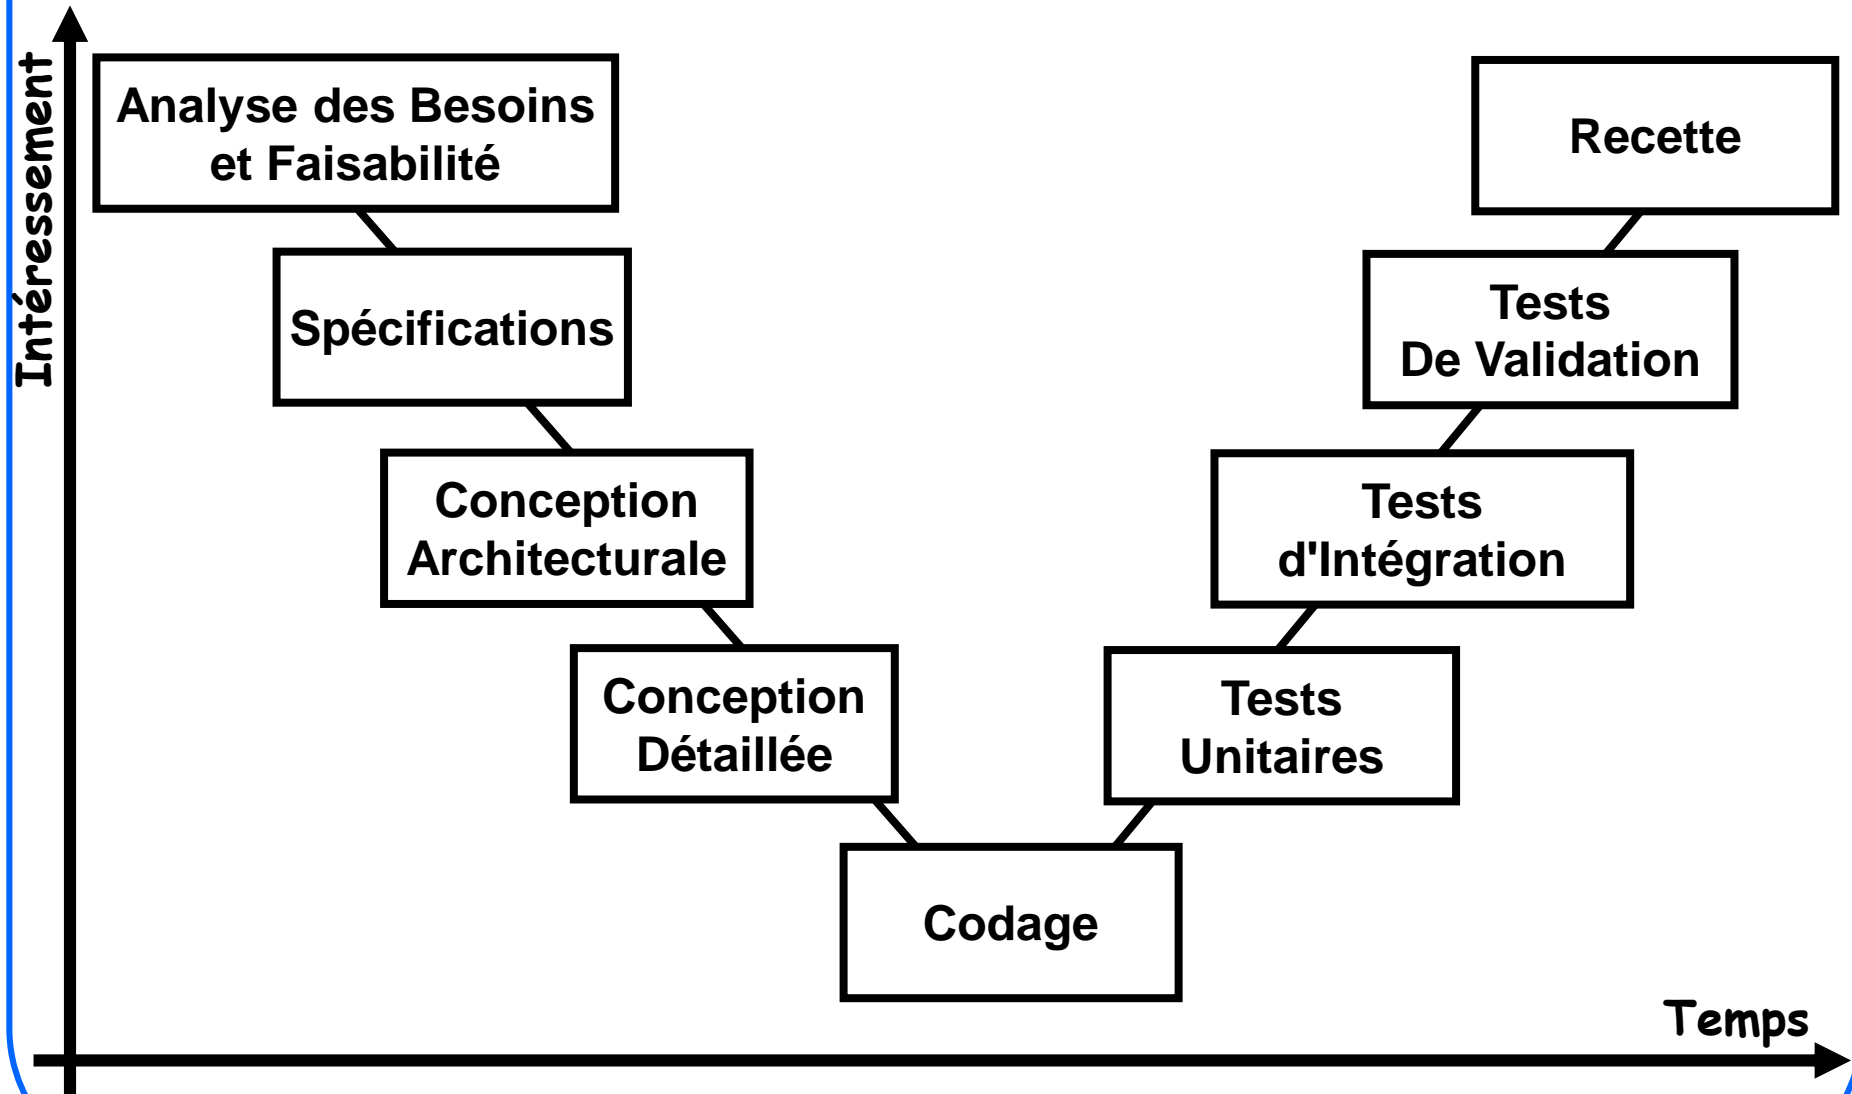 Intéressement
Analyse des Besoins
et Faisabilité
Recette
Spécifications
Tests
De Validation
Conception
Architecturale
Tests
d'Intégration
Conception
Détaillée
Tests
Unitaires
Codage
Temps